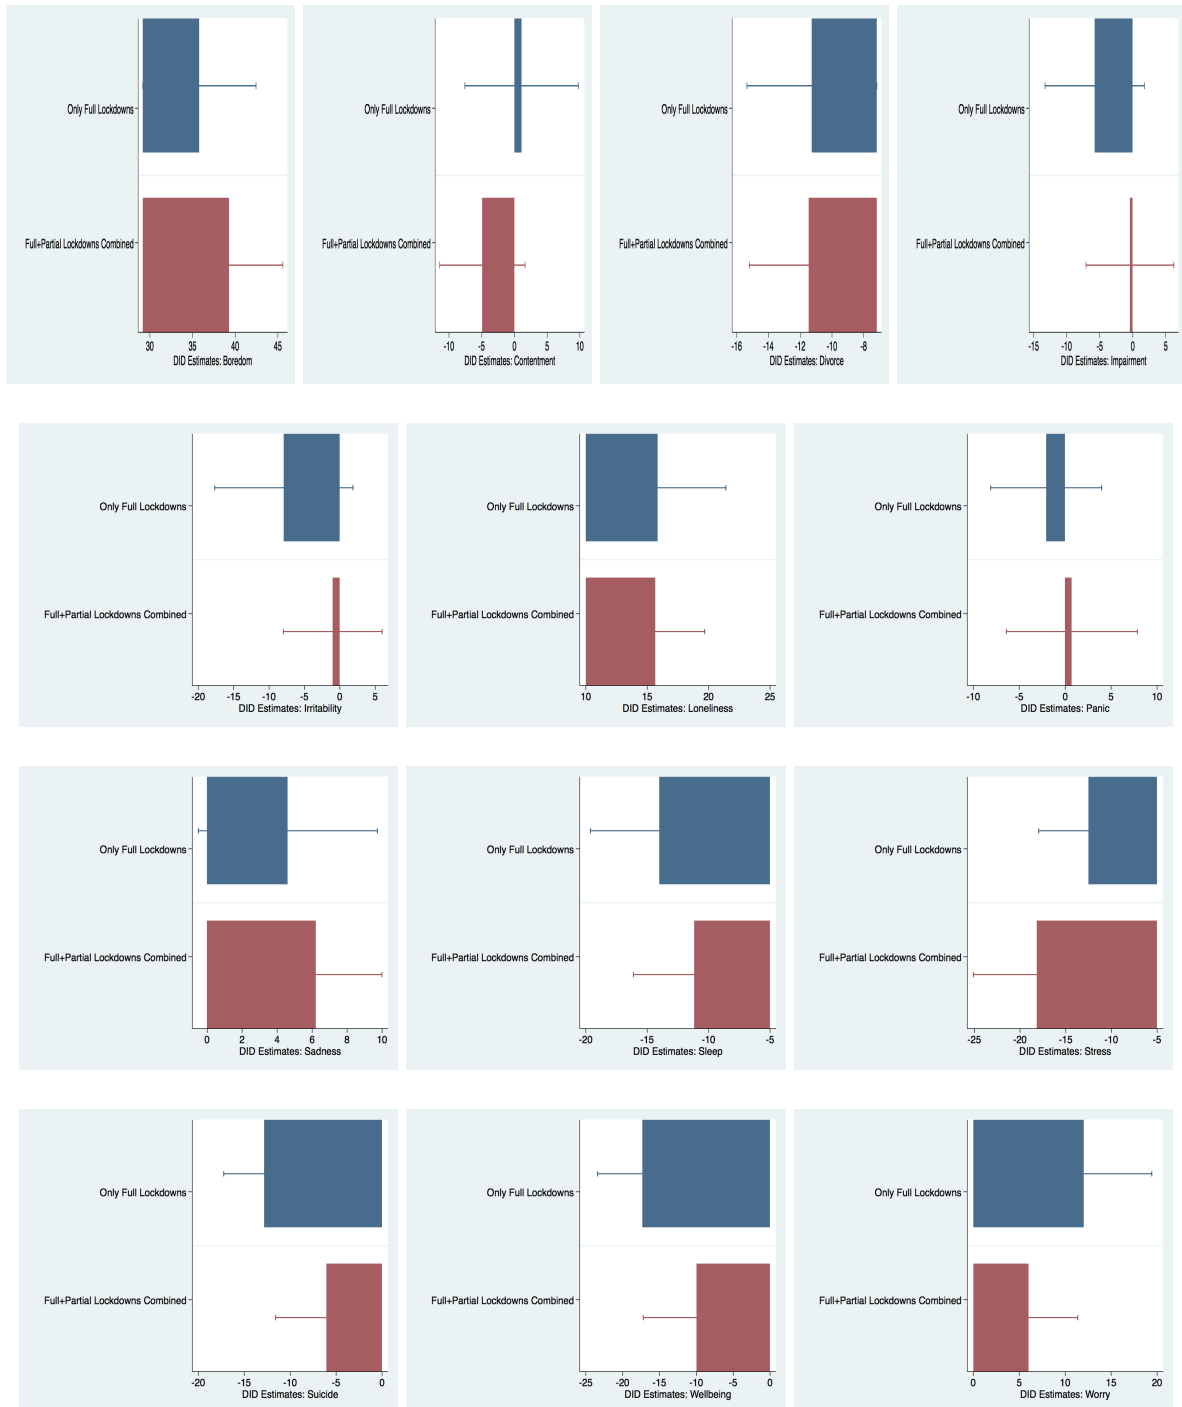 Only Full Lockdowns
Full+Partial Lockdowns Combined
30 35 40 45
DID Estimates: Boredom
Only Full Lockdowns
Full+Partial Lockdowns Combined
-10 -5 0 5 10
DID Estimates: Contentment
Only Full Lockdowns
Full+Partial Lockdowns Combined
-16 -14 -12 -10 -8
DID Estimates: Divorce
Only Full Lockdowns
Full+Partial Lockdowns Combined
-15 -10 -5 0 5
DID Estimates: Impairment
Only Full Lockdowns
Full+Partial Lockdowns Combined
-20 -15 -10 -5 0 5
DID Estimates: Irritability
Only Full Lockdowns
Full+Partial Lockdowns Combined
10 15 20 25
DID Estimates: Loneliness
Only Full Lockdowns
Full+Partial Lockdowns Combined
-10 -5 0 5 10
DID Estimates: Panic
Only Full Lockdowns
Full+Partial Lockdowns Combined
0 2 4 6 8 10
DID Estimates: Sadness
Only Full Lockdowns
Full+Partial Lockdowns Combined
-20 -15 -10 -5
DID Estimates: Sleep
Only Full Lockdowns
Full+Partial Lockdowns Combined
-25 -20 -15 -10 -5
DID Estimates: Stress
Only Full Lockdowns
Full+Partial Lockdowns Combined
-20 -15 -10 -5 0
DID Estimates: Suicide
Only Full Lockdowns
Full+Partial Lockdowns Combined
-25 -20 -15 -10 -5 0
DID Estimates: Wellbeing
Only Full Lockdowns
Full+Partial Lockdowns Combined
0 5 10 15 20
DID Estimates: Worry